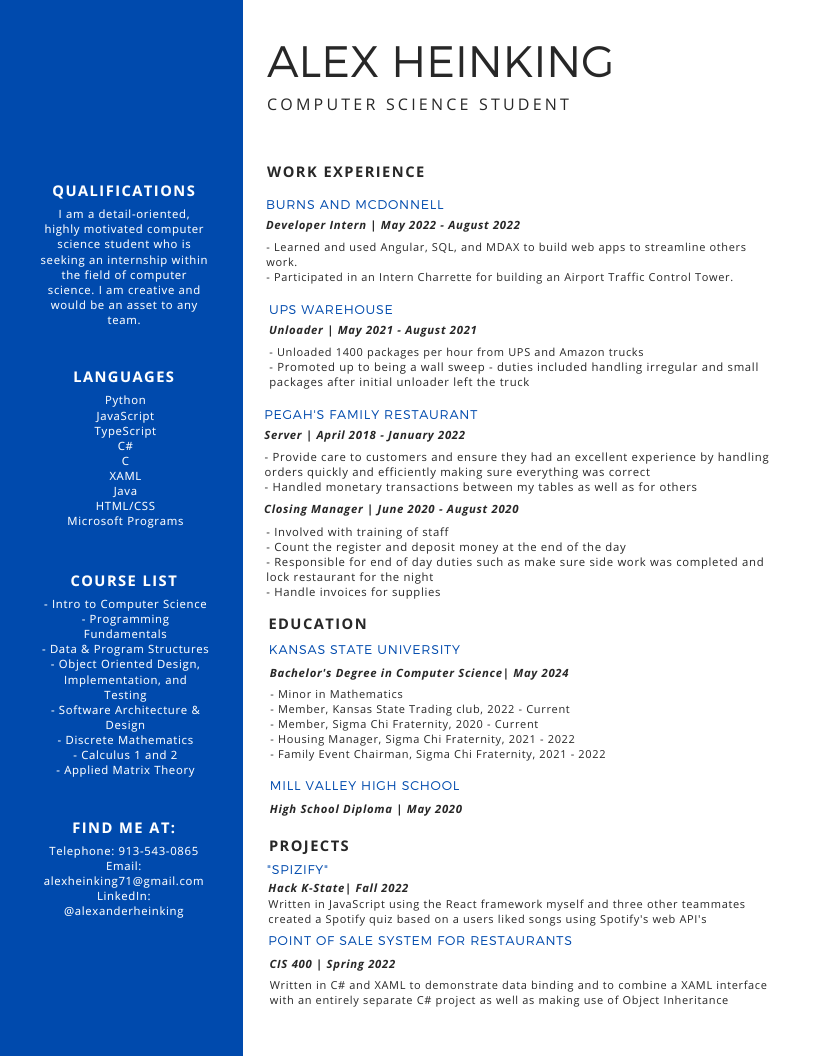 ALEX HEINKING
COMPUTER SCIENCE STUDENT
QUALIFICATIONS
I am a detail-oriented,
highly motivated computer
science student who is
seeking an internship within
the field of computer
science. I am creative and
would be an asset to any
team.
LANGUAGES
Python
JavaScript
TypeScript
C#
C
XAML
Java
HTML/CSS
Microsoft Programs
COURSE LIST
- Intro to Computer Science
- Programming
Fundamentals
- Data & Program Structures
- Object Oriented Design,
Implementation, and
Testing
- Software Architecture &
Design
- Discrete Mathematics
- Calculus 1 and 2
- Applied Matrix Theory
FIND ME AT:
Telephone: 913-543-0865
Email:
alexheinking71@gmail.com
LinkedIn:
@alexanderheinking
WORK EXPERIENCE
BURNS AND MCDONNELL
Developer Intern | May 2022 - August 2022
- Learned and used Angular, SQL, and MDAX to build web apps to streamline others
work.
- Participated in an Intern Charrette for building an Airport Traffic Control Tower.
UPS WAREHOUSE
Unloader | May 2021 - August 2021
- Unloaded 1400 packages per hour from UPS and Amazon trucks
- Promoted up to being a wall sweep - duties included handling irregular and small
packages after initial unloader left the truck
PEGAH'S FAMILY RESTAURANT
Server | April 2018 - January 2022
- Provide care to customers and ensure they had an excellent experience by handling
orders quickly and efficiently making sure everything was correct
- Handled monetary transactions between my tables as well as for others
Closing Manager | June 2020 - August 2020
- Involved with training of staff
- Count the register and deposit money at the end of the day
- Responsible for end of day duties such as make sure side work was completed and
lock restaurant for the night
- Handle invoices for supplies
EDUCATION
KANSAS STATE UNIVERSITY
Bachelor's Degree in Computer Science| May 2024
- Minor in Mathematics
- Member, Kansas State Trading club, 2022 - Current
- Member, Sigma Chi Fraternity, 2020 - Current
- Housing Manager, Sigma Chi Fraternity, 2021 - 2022
- Family Event Chairman, Sigma Chi Fraternity, 2021 - 2022
MILL VALLEY HIGH SCHOOL
High School Diploma | May 2020
PROJECTS
"SPIZIFY"
Hack K-State| Fall 2022
Written in JavaScript using the React framework myself and three other teammates
created a Spotify quiz based on a users liked songs using Spotify's web API's
POINT OF SALE SYSTEM FOR RESTAURANTS
CIS 400 | Spring 2022
Written in C# and XAML to demonstrate data binding and to combine a XAML interface
with an entirely separate C# project as well as making use of Object Inheritance